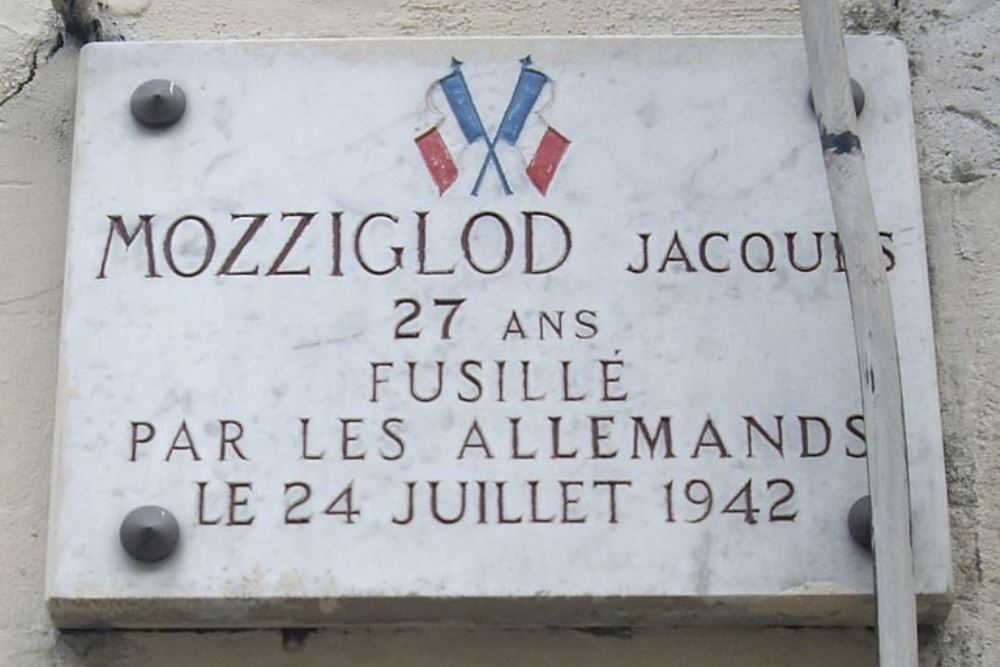 MOZZIGLOD JACQUES
27 ANS
FUSILLÉ
PAR LES ALLEMANDS
LE 24 JUILLET 1942